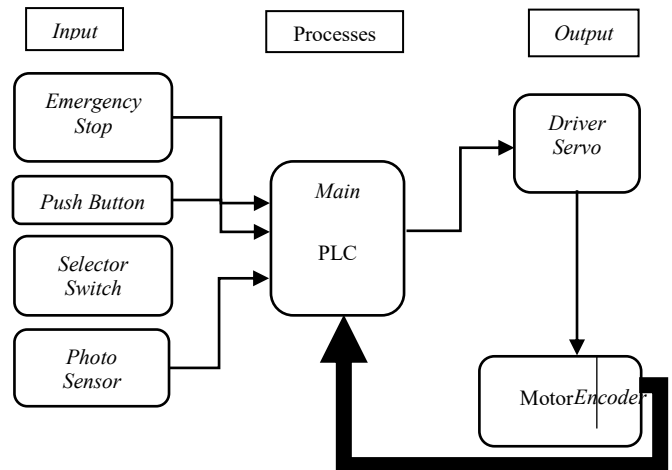 Input
Processes
Output
Emergency
Stop
Push Button
Selector
Switch
Photo
Sensor
Main
PLC
Driver
Servo
MotorEncoder